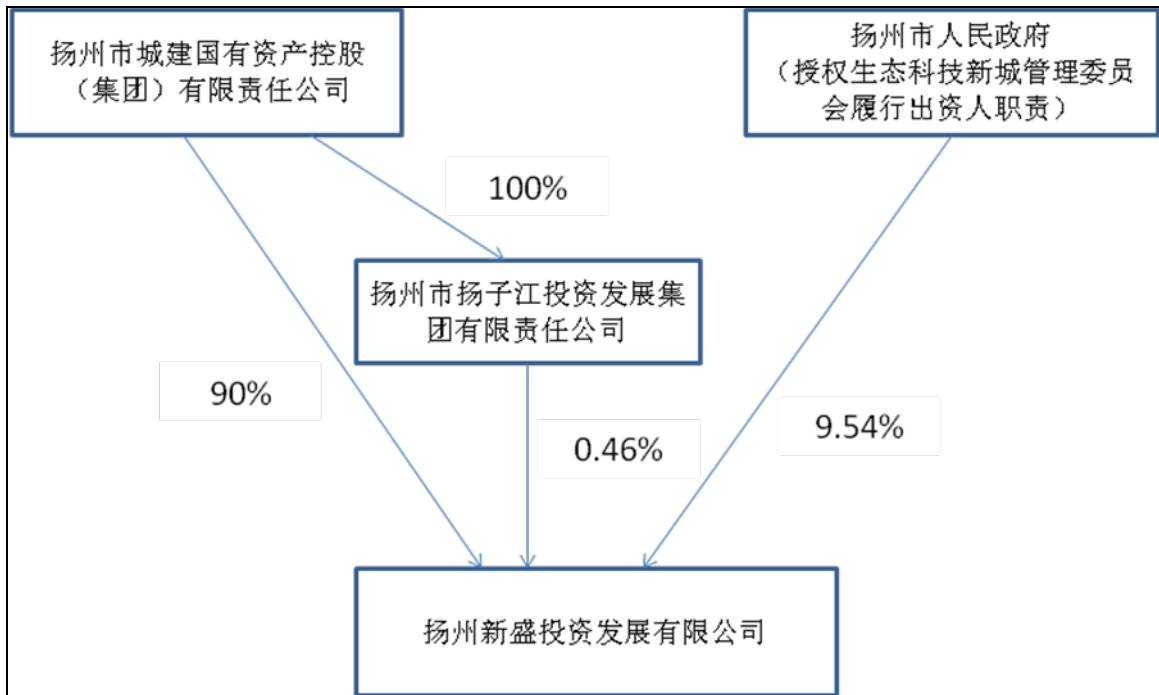 扬州市城建国有资产控股
（集团）有限责任公司
扬州市人民政府
（授权生态科技新城管理委员
会履行出资人职责）
100%
扬州市扬子江投资发展集
团有限责任公司
90%
0.46%
9.54%
扬州新盛投资发展有限公司